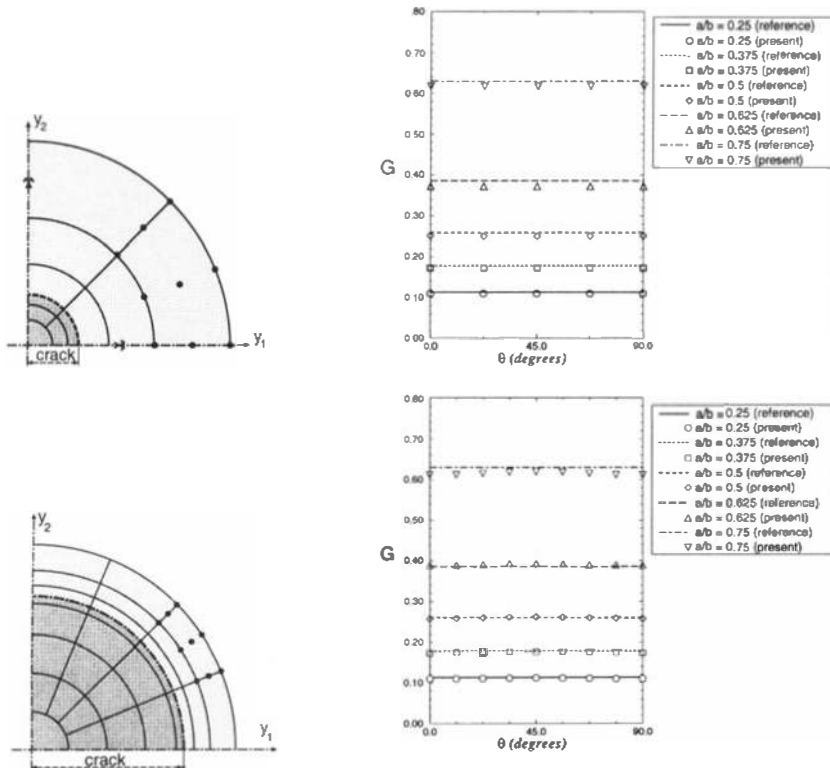 y2
y1
crack
G
0.80
0.70
0.60
0.50
0.40
0.30
0.20
0.10
0.00
0.0
45.0
90.0
θ (degrees)
a/b = 0.25 (reference)
a/b = 0.25 (present)
a/b = 0.375 (reference)
a/b = 0.375 (present)
a/b = 0.5 (reference)
a/b = 0.5 (present)
a/b = 0.625 (reference)
a/b = 0.625 (present)
a/b = 0.75 (reference)
a/b = 0.75 (present)
y2
y1
crack
G
0.80
0.70
0.60
0.50
0.40
0.30
0.20
0.10
0.00
0.0
45.0
90.0
θ (degrees)
a/b = 0.25 (reference)
a/b = 0.25 (present)
a/b = 0.375 (reference)
a/b = 0.375 (present)
a/b = 0.5 (reference)
a/b = 0.5 (present)
a/b = 0.625 (reference)
a/b = 0.625 (present)
a/b = 0.75 (reference)
a/b = 0.75 (present)